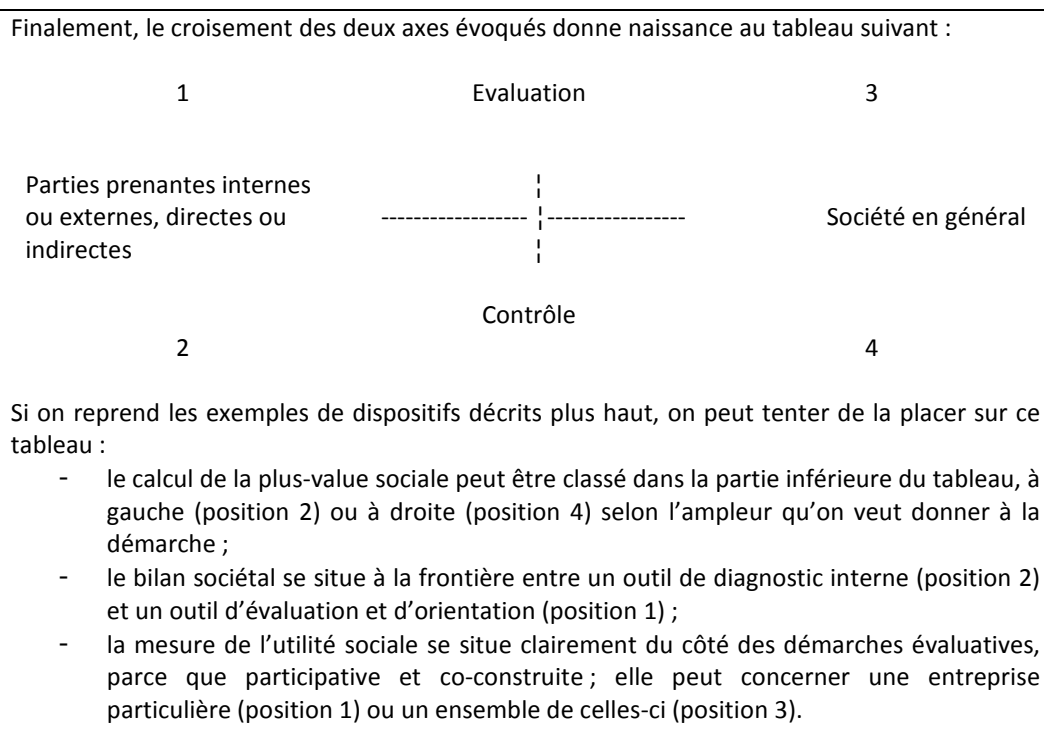 Finalement, le croisement des deux axes évoqués donne naissance au tableau suivant :
1 Evaluation 3
Parties prenantes internes
ou externes, directes ou
indirectes
Société en général
Contrôle
2 4
Si on reprend les exemples de dispositifs décrits plus haut, on peut tenter de la placer sur ce
tableau :
- le calcul de la plus-value sociale peut être classé dans la partie inférieure du tableau, à
gauche (position 2) ou à droite (position 4) selon l’ampleur qu’on veut donner à la
démarche ;
- le bilan sociétal se situe à la frontière entre un outil de diagnostic interne (position 2)
et un outil d’évaluation et d’orientation (position 1) ;
- la mesure de l’utilité sociale se situe clairement du côté des démarches évaluatives,
parce que participative et co-construite ; elle peut concerner une entreprise
particulière (position 1) ou un ensemble de celles-ci (position 3).